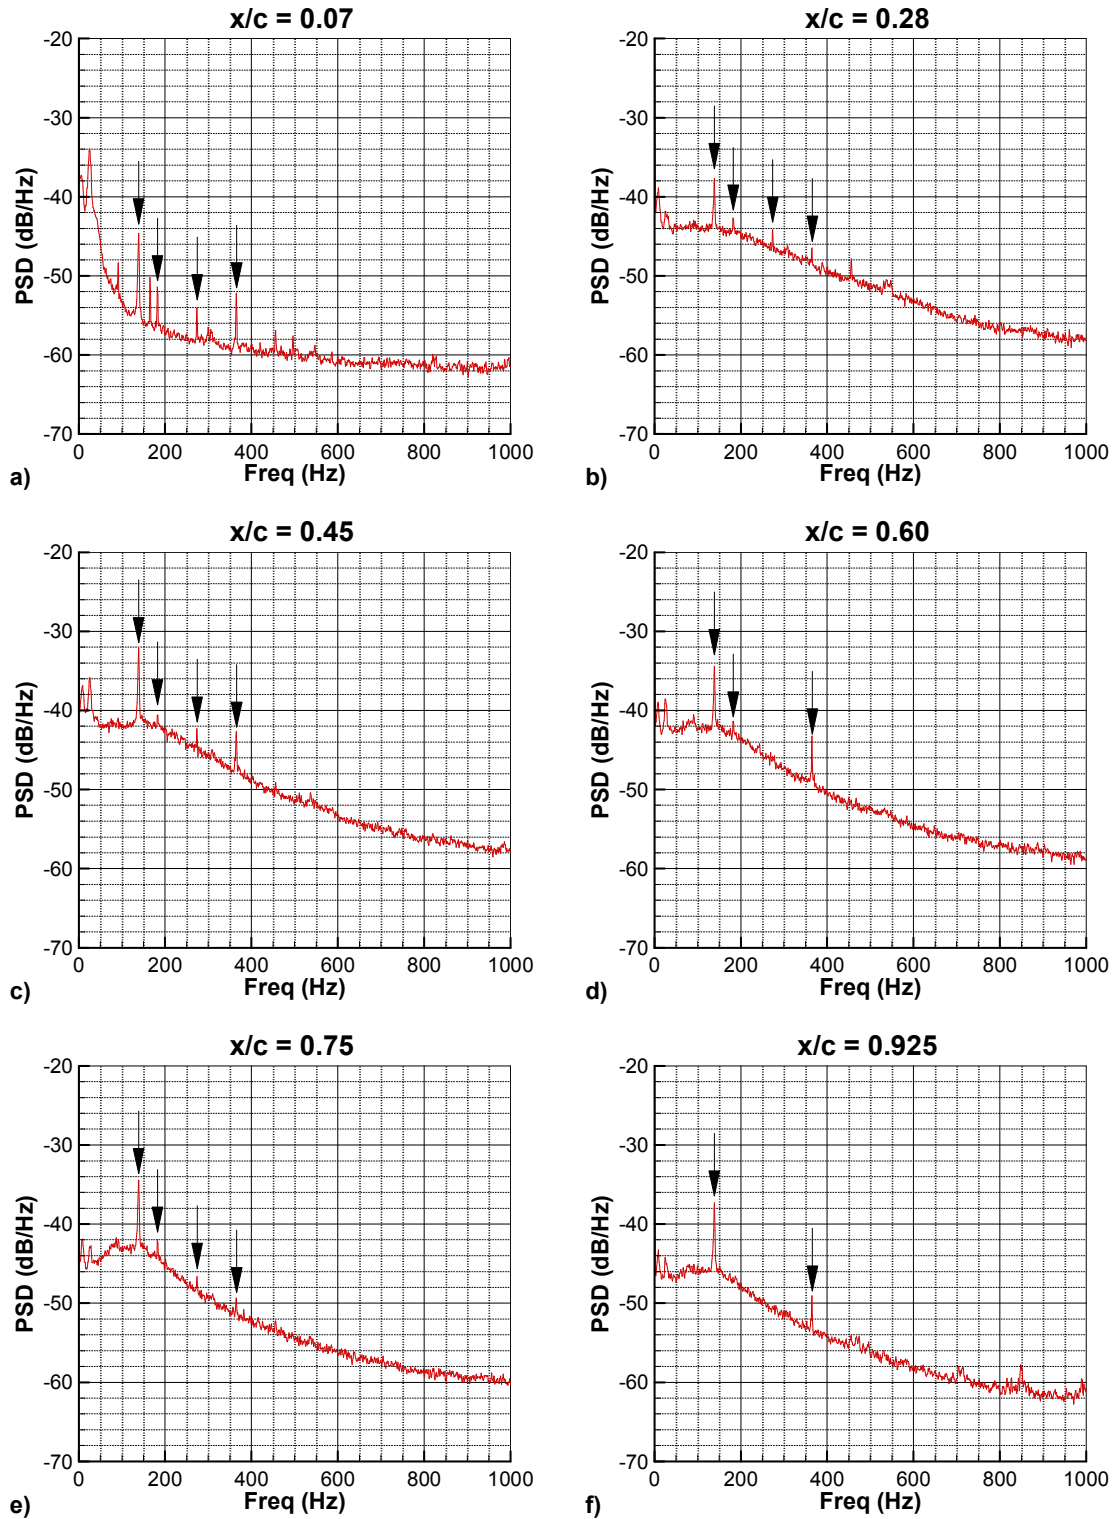 x/c = 0.07
-20
-30
-40
-50
-60
-70
PSD (dB/Hz)
0 200 400 600 800 1000
Freq (Hz)
a)
x/c = 0.28
-20
-30
-40
-50
-60
-70
PSD (dB/Hz)
0 200 400 600 800 1000
Freq (Hz)
b)
x/c = 0.45
-20
-30
-40
-50
-60
-70
PSD (dB/Hz)
0 200 400 600 800 1000
Freq (Hz)
c)
x/c = 0.60
-20
-30
-40
-50
-60
-70
PSD (dB/Hz)
0 200 400 600 800 1000
Freq (Hz)
d)
x/c = 0.75
-20
-30
-40
-50
-60
-70
PSD (dB/Hz)
0 200 400 600 800 1000
Freq (Hz)
e)
x/c = 0.925
-20
-30
-40
-50
-60
-70
PSD (dB/Hz)
0 200 400 600 800 1000
Freq (Hz)
f)